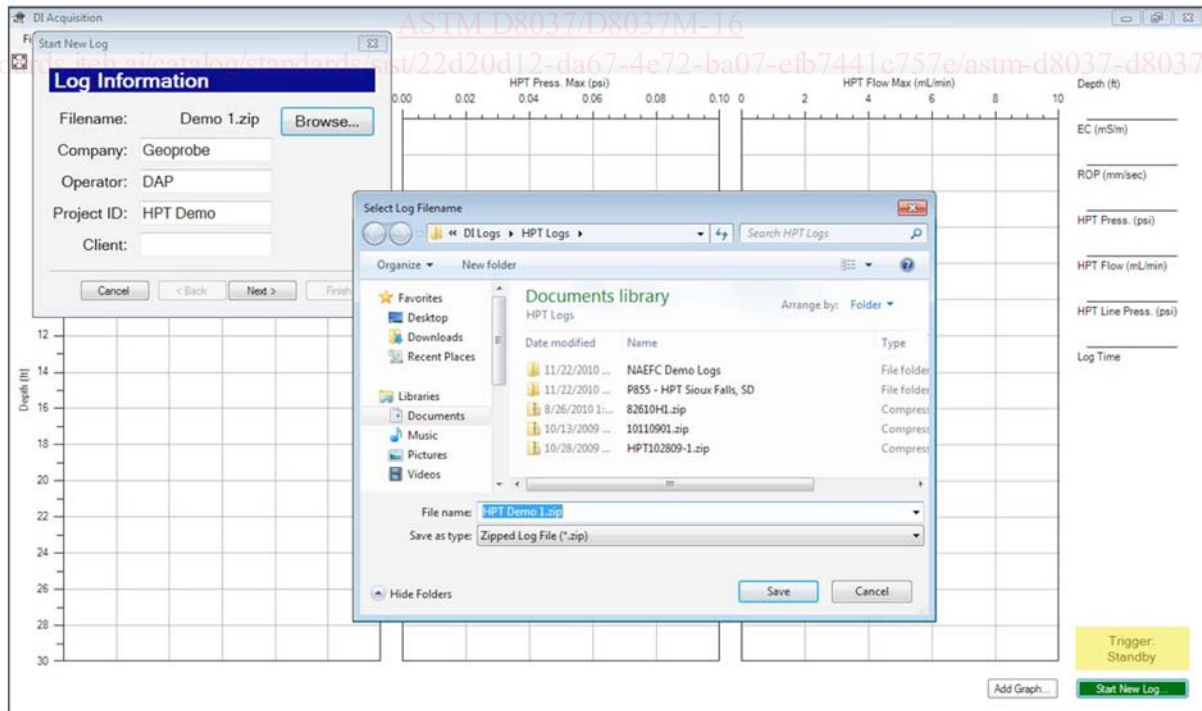 DI Acquisition
ASTM D8037/D8037M-16
Start New Log
Log Information
Filename: Demo 1.zip Browse...
Company: Geoprobe
Operator: DAP
Project ID: HPT Demo
Client:
Cancel < Back Next > Finish
HPT Press. Max (psi)
0.00 0.02 0.04 0.06 0.08 0.10
HPT Flow Max (mL/min)
0 2 4 6 8 10
Depth (ft)
EC (mS/m)
ROP (mm/sec)
HPT Press. (psi)
HPT Flow (mL/min)
HPT Line Press. (psi)
Log Time
Depth (ft)
12
14
16
18
20
22
24
26
28
30
Select Log Filename
« DI Logs HPT Logs Search HPT Logs
Organize New folder
Favorites
Desktop
Downloads
Recent Places
Libraries
Documents
Music
Pictures
Videos
Documents library
HPT Logs
Arrange by: Folder
Date modified Name Type
11/22/2010 ... NAEFC Demo Logs File folder
11/22/2010 ... P855 - HPT Sioux Falls, SD File folder
8/26/2010 1:... 82610H1.zip Compress
10/13/2009 ... 10110901.zip Compress
10/28/2009 ... HPT102809-1.zip Compress
File name: HPT Demo 1.zip
Save as type: Zipped Log File (*.zip)
Hide Folders
Save Cancel
Trigger:
Standby
Add Graph... Start New Log...